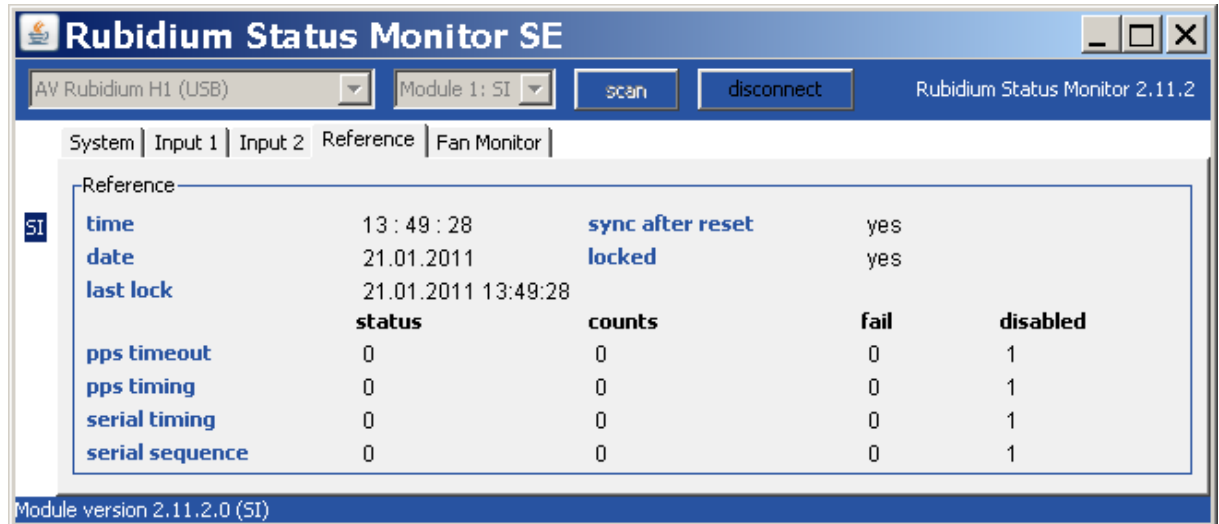 Rubidium Status Monitor SE
AV Rubidium H1 (USB) Module 1: SI scan disconnect Rubidium Status Monitor 2.11.2
System Input 1 Input 2 Reference Fan Monitor
Reference
SI
time 13 : 49 : 28 sync after reset yes
date 21.01.2011 locked yes
last lock 21.01.2011 13:49:28
status counts fail disabled
pps timeout 0 0 0 1
pps timing 0 0 0 1
serial timing 0 0 0 1
serial sequence 0 0 0 1
Module version 2.11.2.0 (SI)